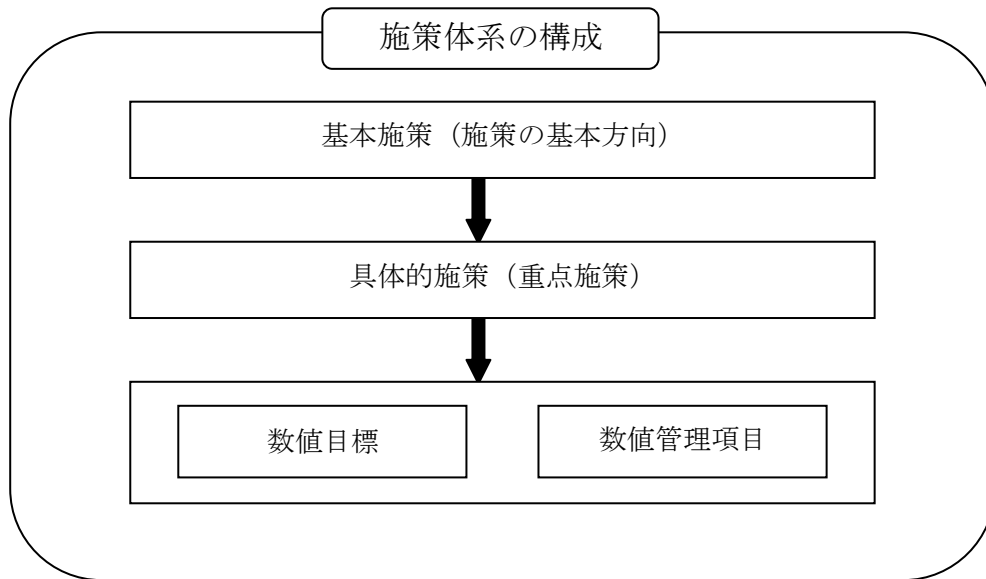 施策体系の構成
基本施策（施策の基本方向）
具体的施策（重点施策）
数値目標
数値管理項目